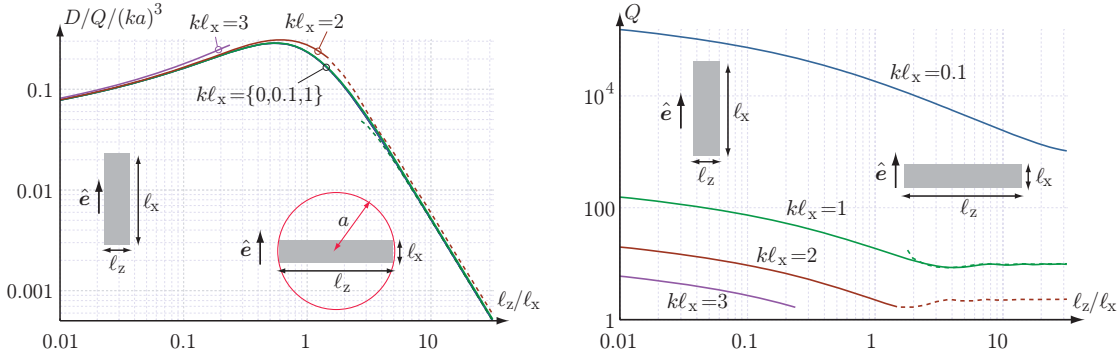 D/Q/(ka)³
kℓx=3
kℓx=2
0.1
kℓx={0,0.1,1}
ê
ℓx
ℓz
0.01
a
ê
ℓx
ℓz
0.001
ℓz/ℓx
0.01
0.1
1
10
Q
kℓx=0.1
10⁴
ê
ℓx
ℓz
ê
ℓx
ℓz
100
kℓx=1
kℓx=2
kℓx=3
ℓz/ℓx
1
0.01
0.1
1
10